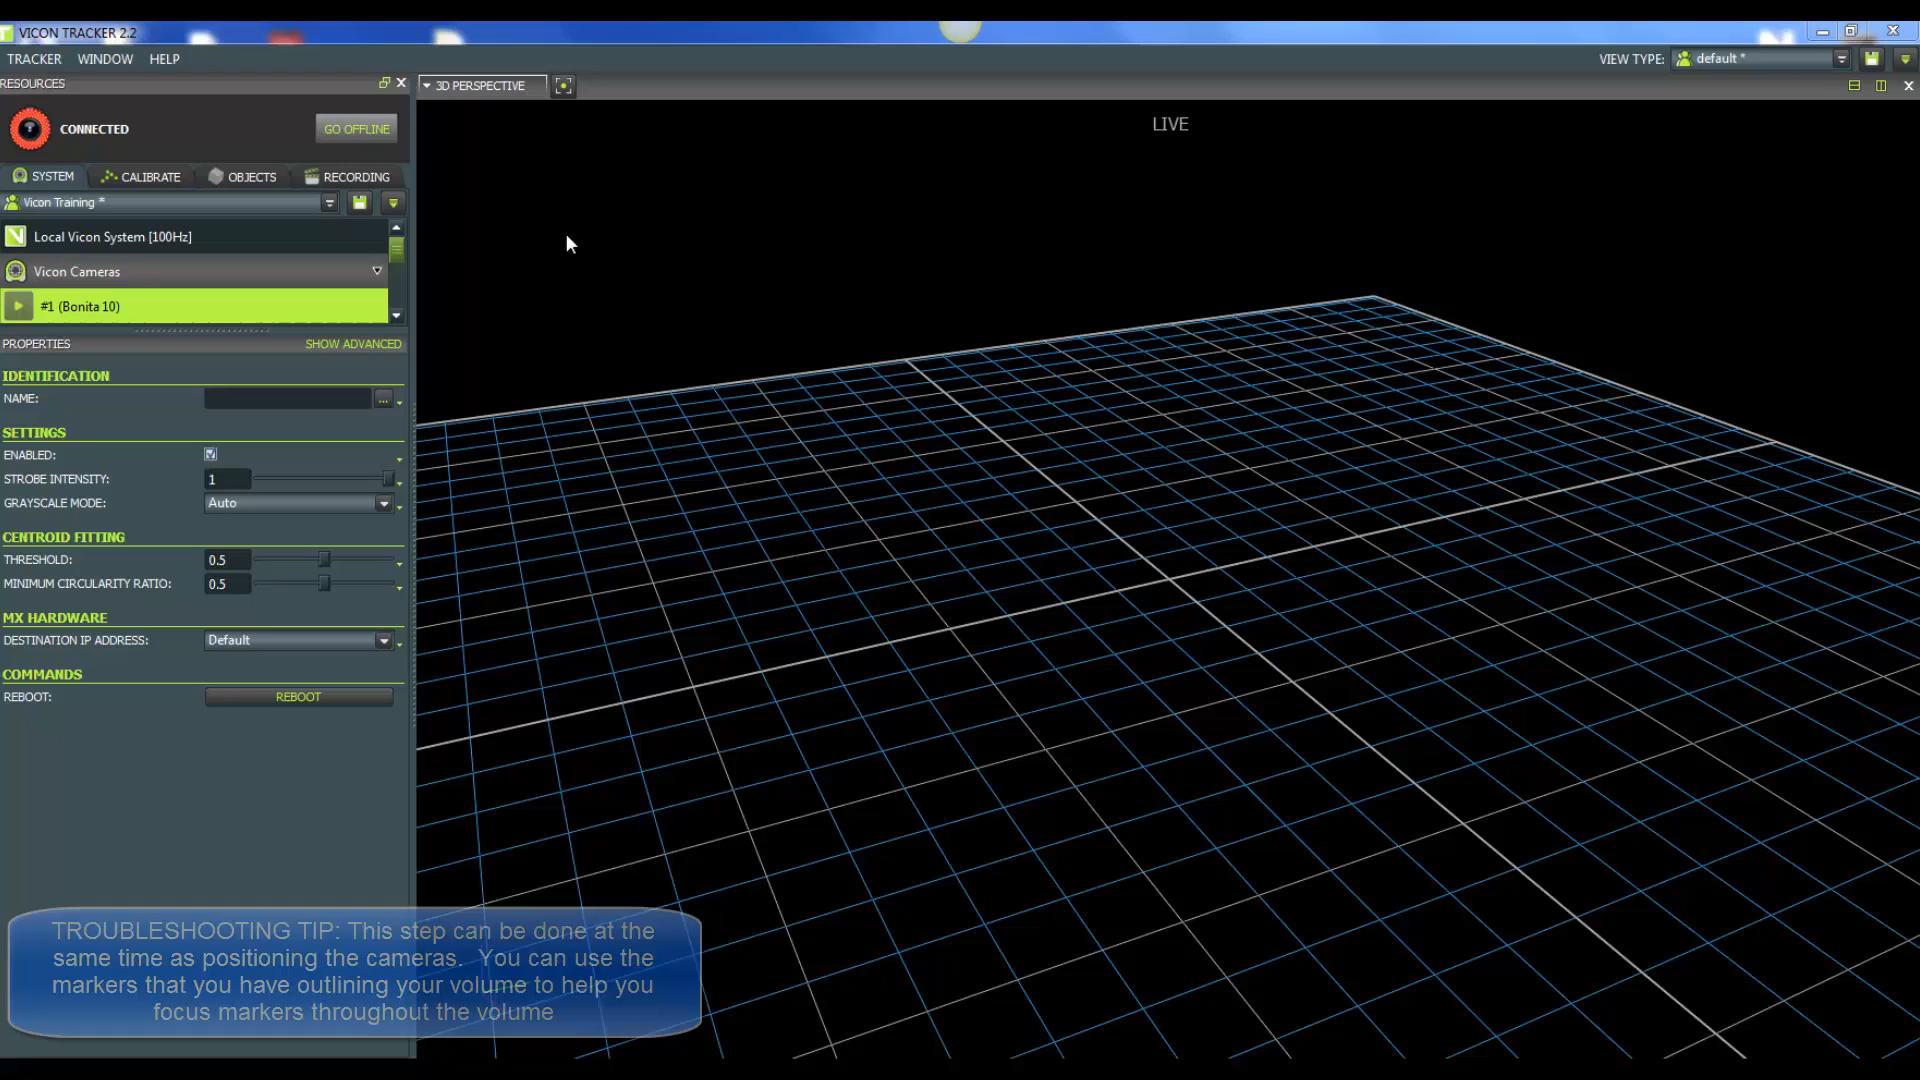 VICON TRACKER 2.2
TRACKER WINDOW HELP
VIEW TYPE: default *
RESOURCES
3D PERSPECTIVE
LIVE
CONNECTED
GO OFFLINE
SYSTEM CALIBRATE OBJECTS RECORDING
Vicon Training *
Local Vicon System [100Hz]
Vicon Cameras
#1 (Bonita 10)
PROPERTIES SHOW ADVANCED
IDENTIFICATION
NAME: ...
SETTINGS
ENABLED:
STROBE INTENSITY: 1
GRAYSCALE MODE: Auto
CENTROID FITTING
THRESHOLD: 0.5
MINIMUM CIRCULARITY RATIO: 0.5
MX HARDWARE
DESTINATION IP ADDRESS: Default
COMMANDS
REBOOT: REBOOT
TROUBLESHOOTING TIP: This step can be done at the
same time as positioning the cameras. You can use the
markers that you have outlining your volume to help you
focus markers throughout the volume